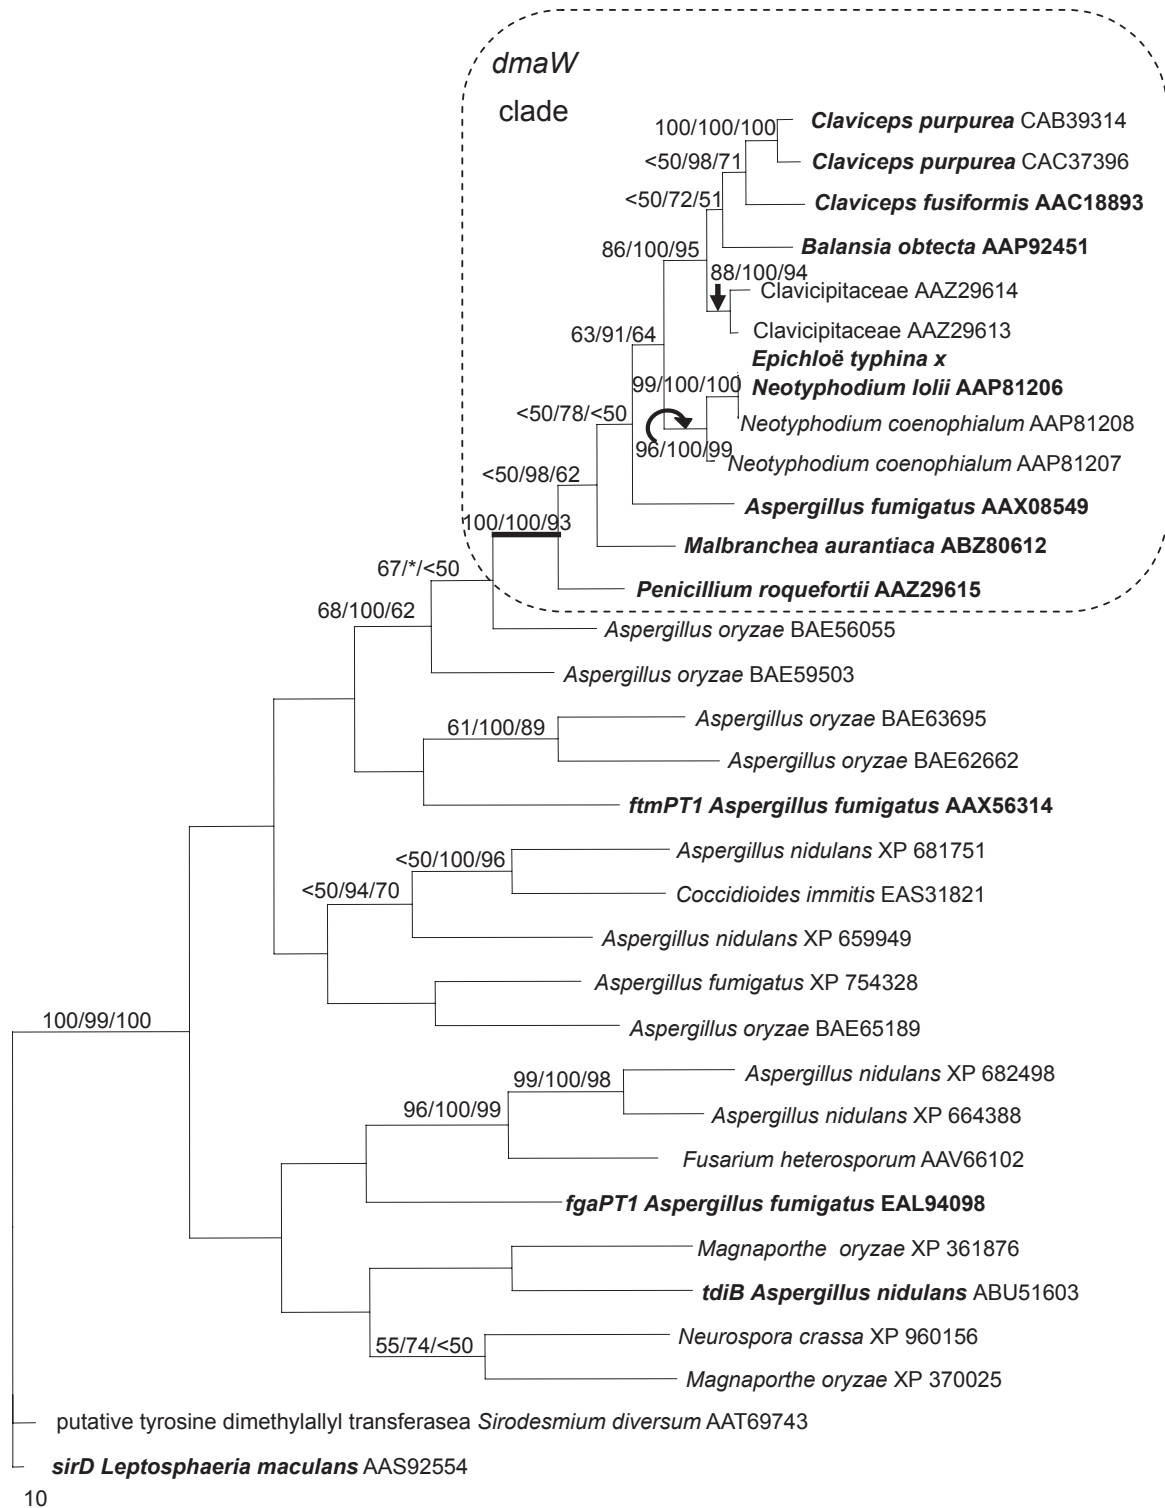 dmaW
clade
100/100/100
Claviceps purpurea CAB39314
<50/98/71
Claviceps purpurea CAC37396
<50/72/51
Claviceps fusiformis AAC18893
86/100/95
Balansia obtecta AAP92451
88/100/94
Clavicipitaceae AAZ29614
63/91/64
Clavicipitaceae AAZ29613
Epichloë typhina x
99/100/100
Neotyphodium lolii AAP81206
<50/78/<50
Neotyphodium coenophialum AAP81208
96/100/99
Neotyphodium coenophialum AAP81207
<50/98/62
Aspergillus fumigatus AAX08549
100/100/93
Malbranchea aurantiaca ABZ80612
67/*/<50
Penicillium roquefortii AAZ29615
68/100/62
Aspergillus oryzae BAE56055
Aspergillus oryzae BAE59503
61/100/89
Aspergillus oryzae BAE63695
Aspergillus oryzae BAE62662
ftmPT1 Aspergillus fumigatus AAX56314
<50/100/96
Aspergillus nidulans XP 681751
<50/94/70
Coccidioides immitis EAS31821
Aspergillus nidulans XP 659949
Aspergillus fumigatus XP 754328
100/99/100
Aspergillus oryzae BAE65189
99/100/98
Aspergillus nidulans XP 682498
96/100/99
Aspergillus nidulans XP 664388
Fusarium heterosporum AAV66102
fgaPT1 Aspergillus fumigatus EAL94098
Magnaporthe oryzae XP 361876
tdiB Aspergillus nidulans ABU51603
55/74/<50
Neurospora crassa XP 960156
Magnaporthe oryzae XP 370025
putative tyrosine dimethylallyl transferasea Sirodesmium diversum AAT69743
sirD Leptosphaeria maculans AAS92554
10